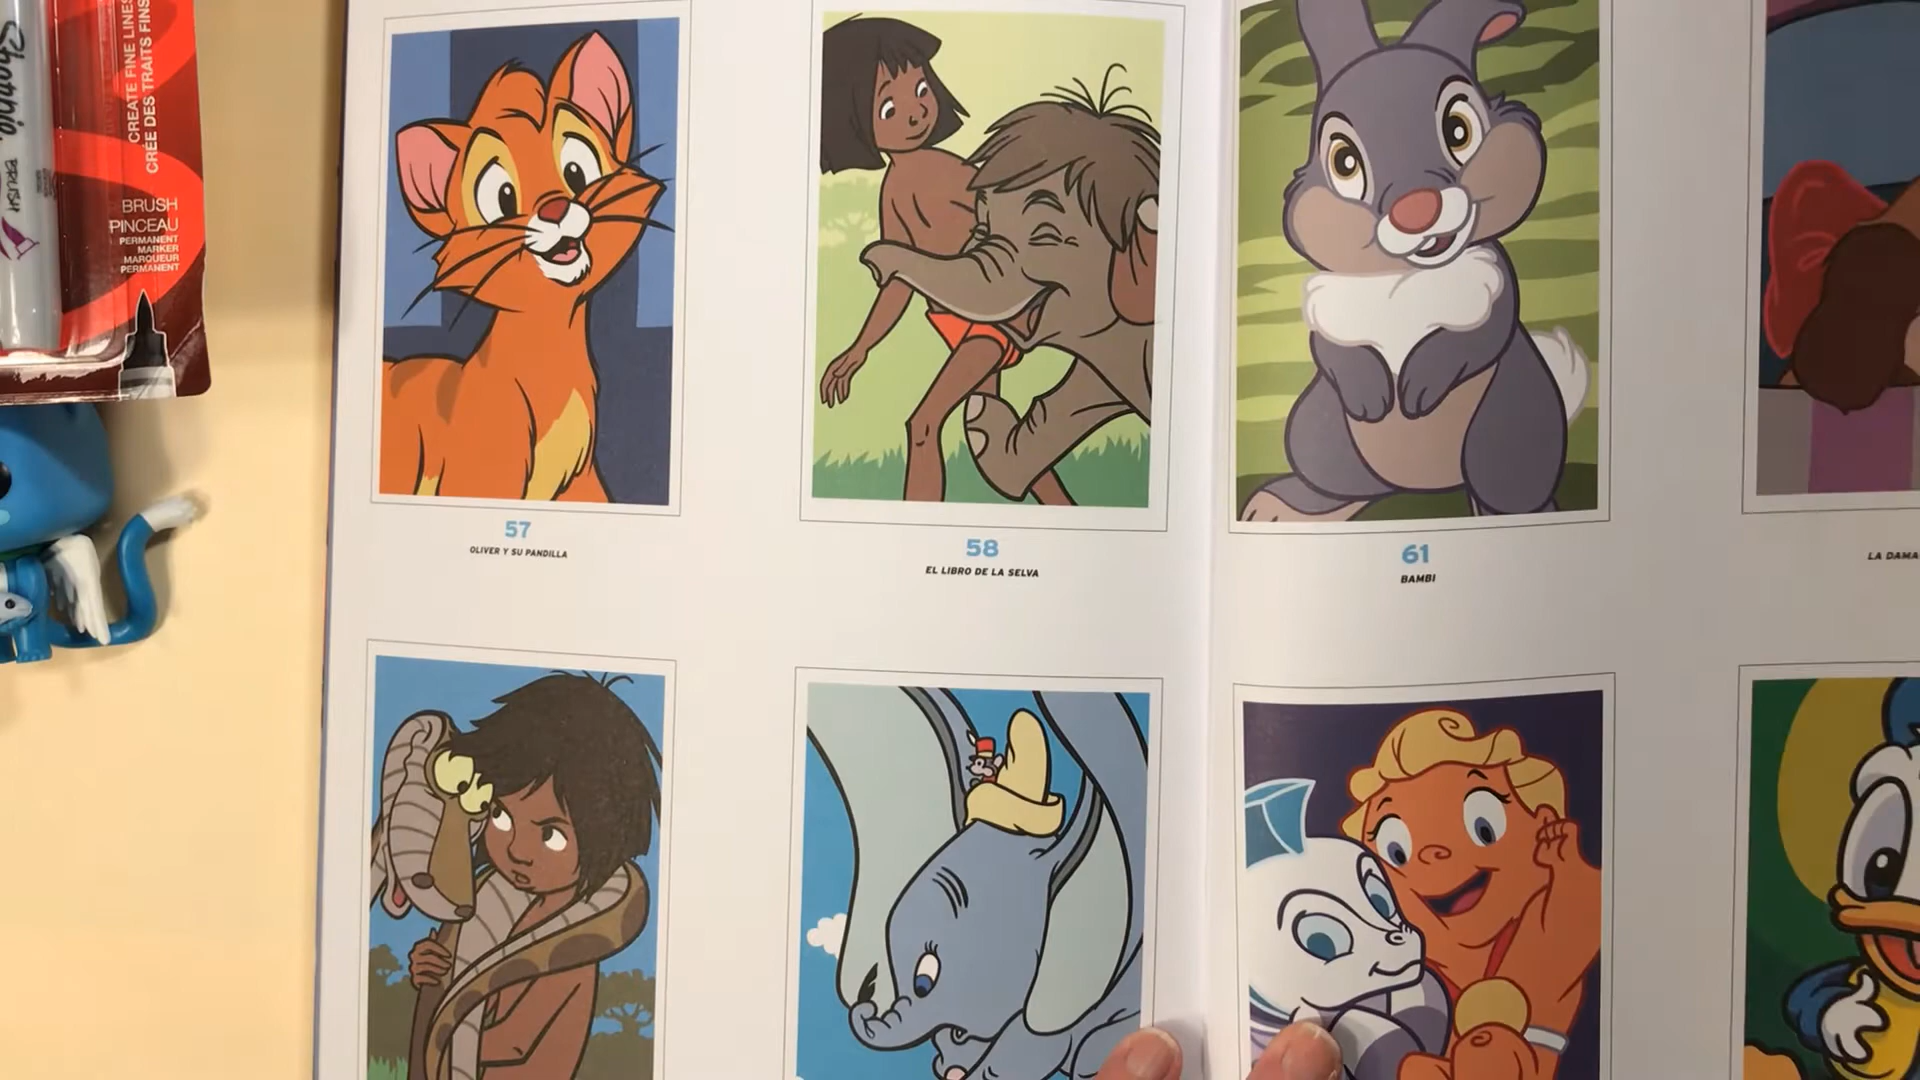 Sharpie
BRUSH
CREATE FINE LINES
CRÉE DES TRAITS FINS
BRUSH
PINCEAU
PERMANENT
MARKER
MARQUEUR
PERMANENT
57
OLIVER Y SU PANDILLA
58
EL LIBRO DE LA SELVA
61
BAMBI
LA DAMA